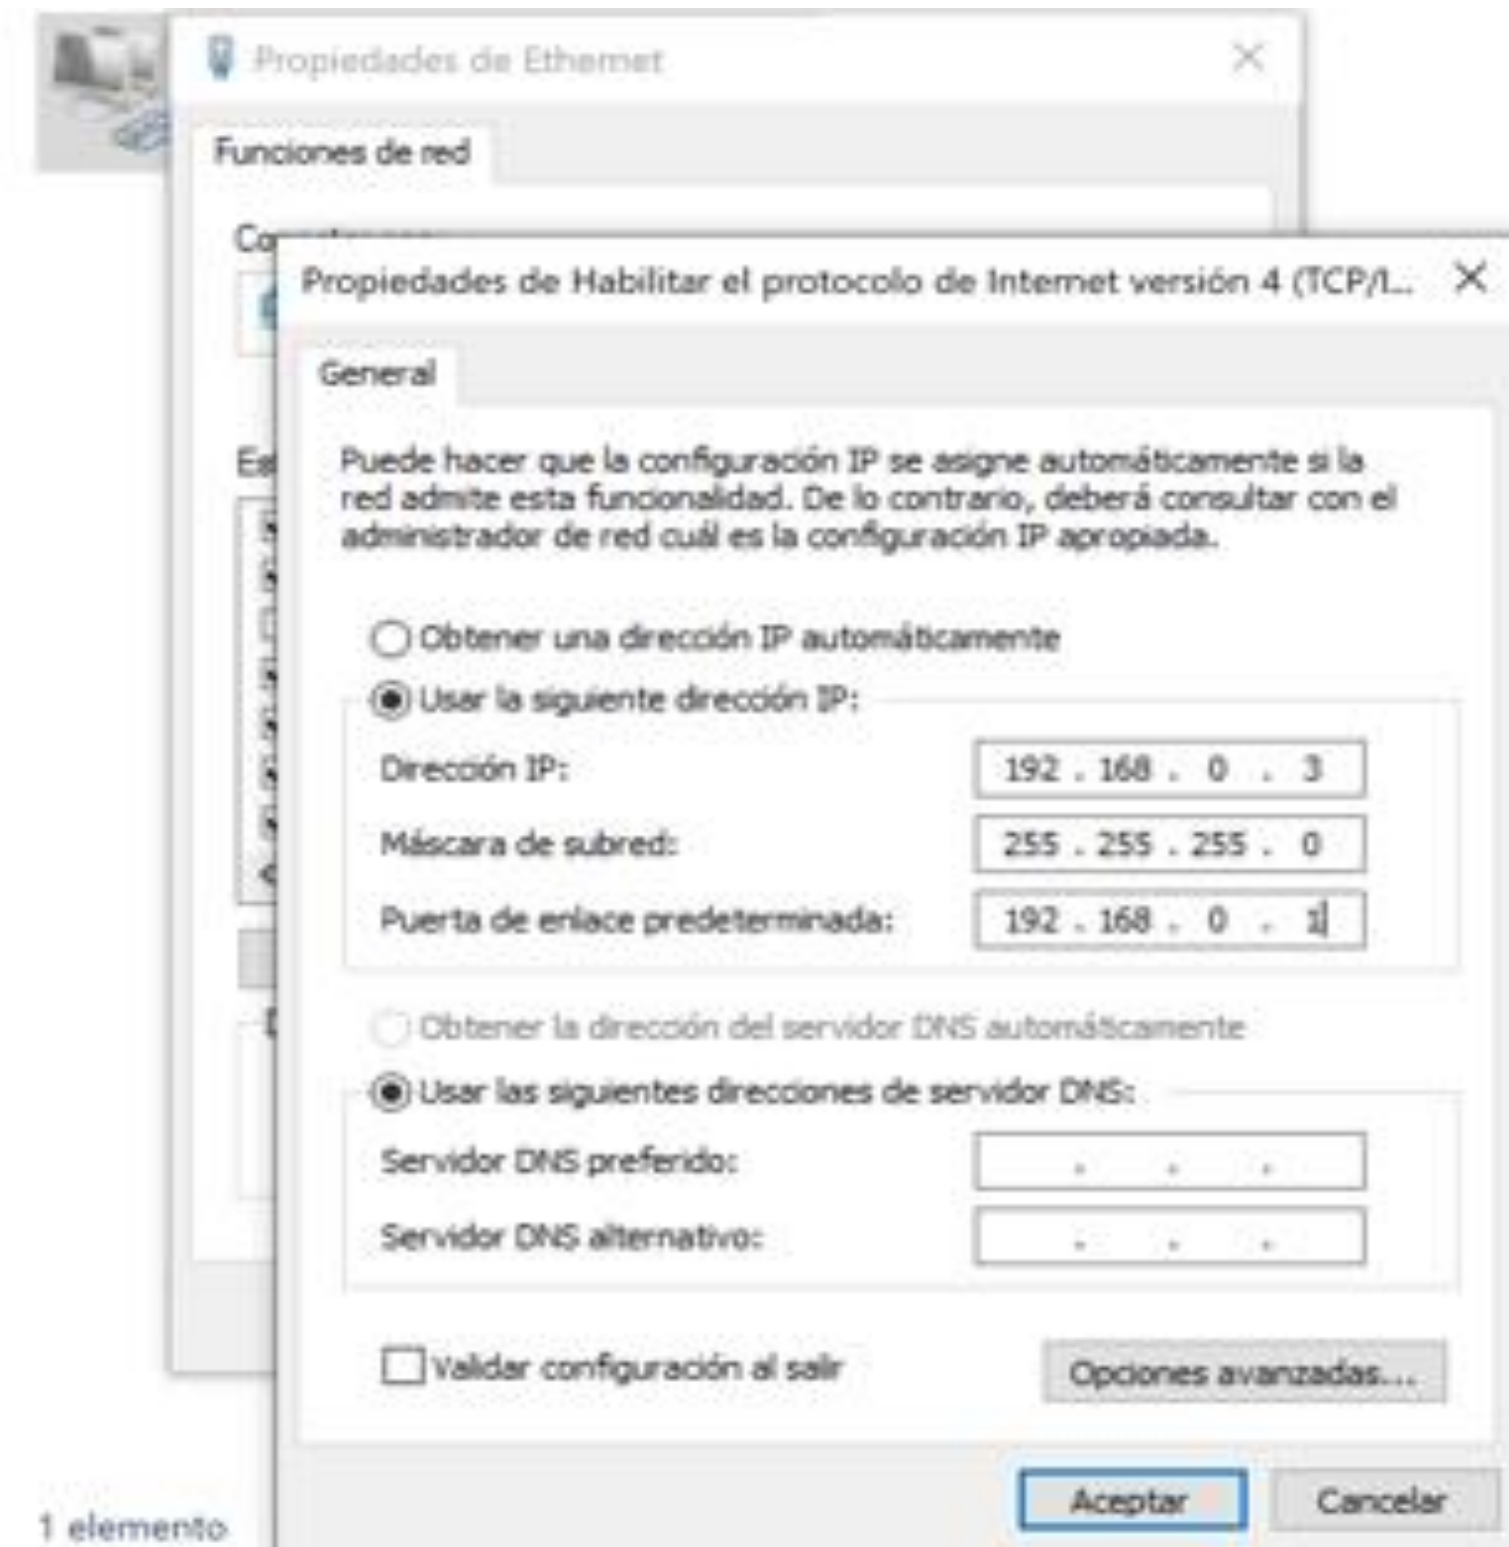 Propiedades de Ethernet
Funciones de red
Propiedades de Habilitar el protocolo de Internet versión 4 (TCP/I...
General
Puede hacer que la configuración IP se asigne automáticamente si la
red admite esta funcionalidad. De lo contrario, deberá consultar con el
administrador de red cuál es la configuración IP apropiada.
Obtener una dirección IP automáticamente
Usar la siguiente dirección IP:
Dirección IP: 192 . 168 . 0 . 3
Máscara de subred: 255 . 255 . 255 . 0
Puerta de enlace predeterminada: 192 . 168 . 0 . 1
Obtener la dirección del servidor DNS automáticamente
Usar las siguientes direcciones de servidor DNS:
Servidor DNS preferido: . . .
Servidor DNS alternativo: . . .
Validar configuración al salir
Opciones avanzadas...
Aceptar Cancelar
1 elemento